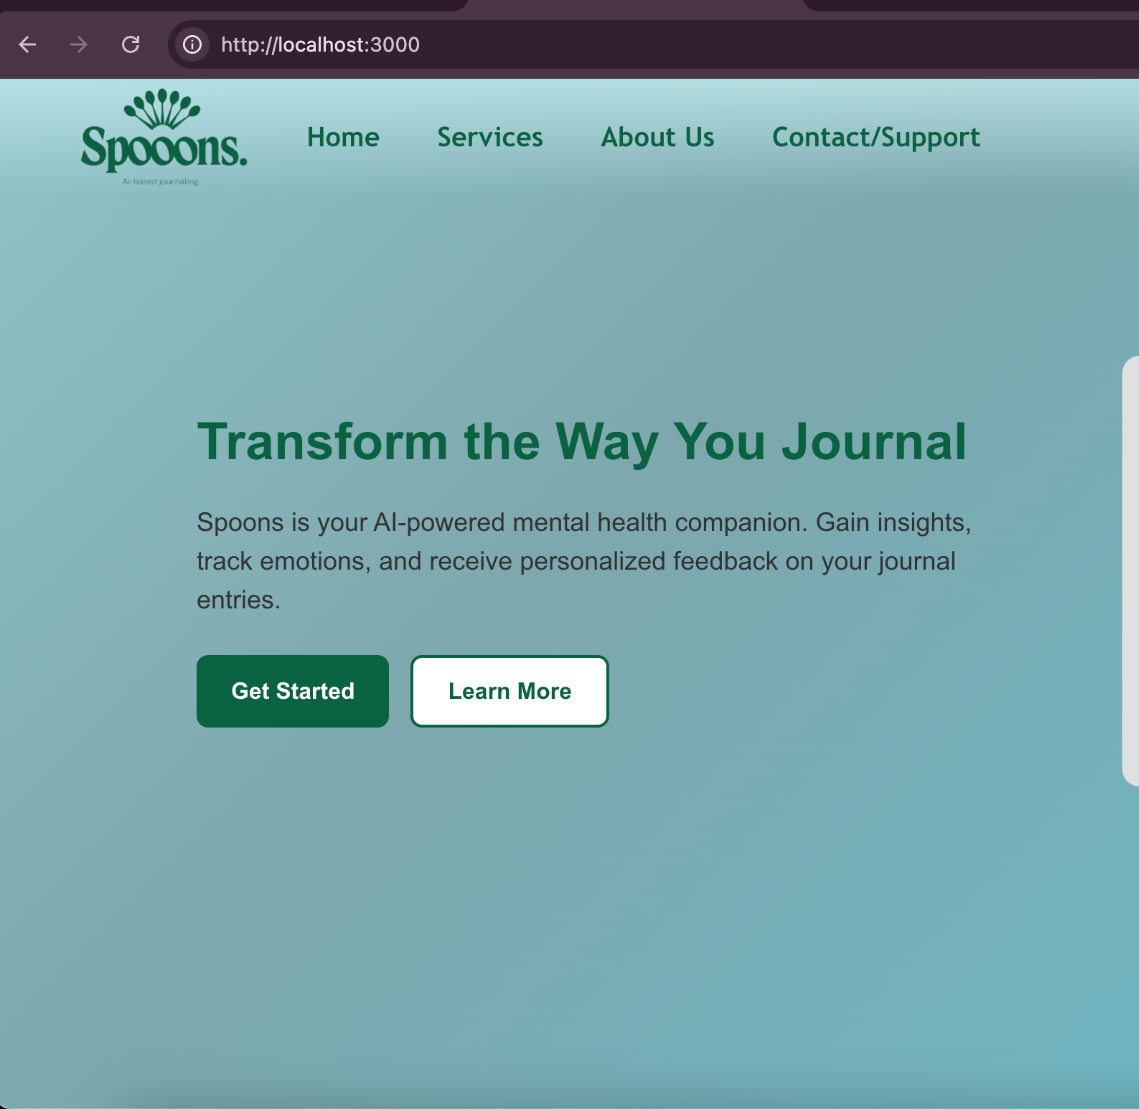 http://localhost:3000
Spooons.
Ai-based journaling
Home Services About Us Contact/Support
Transform the Way You Journal
Spoons is your AI-powered mental health companion. Gain insights,
track emotions, and receive personalized feedback on your journal
entries.
Get Started Learn More